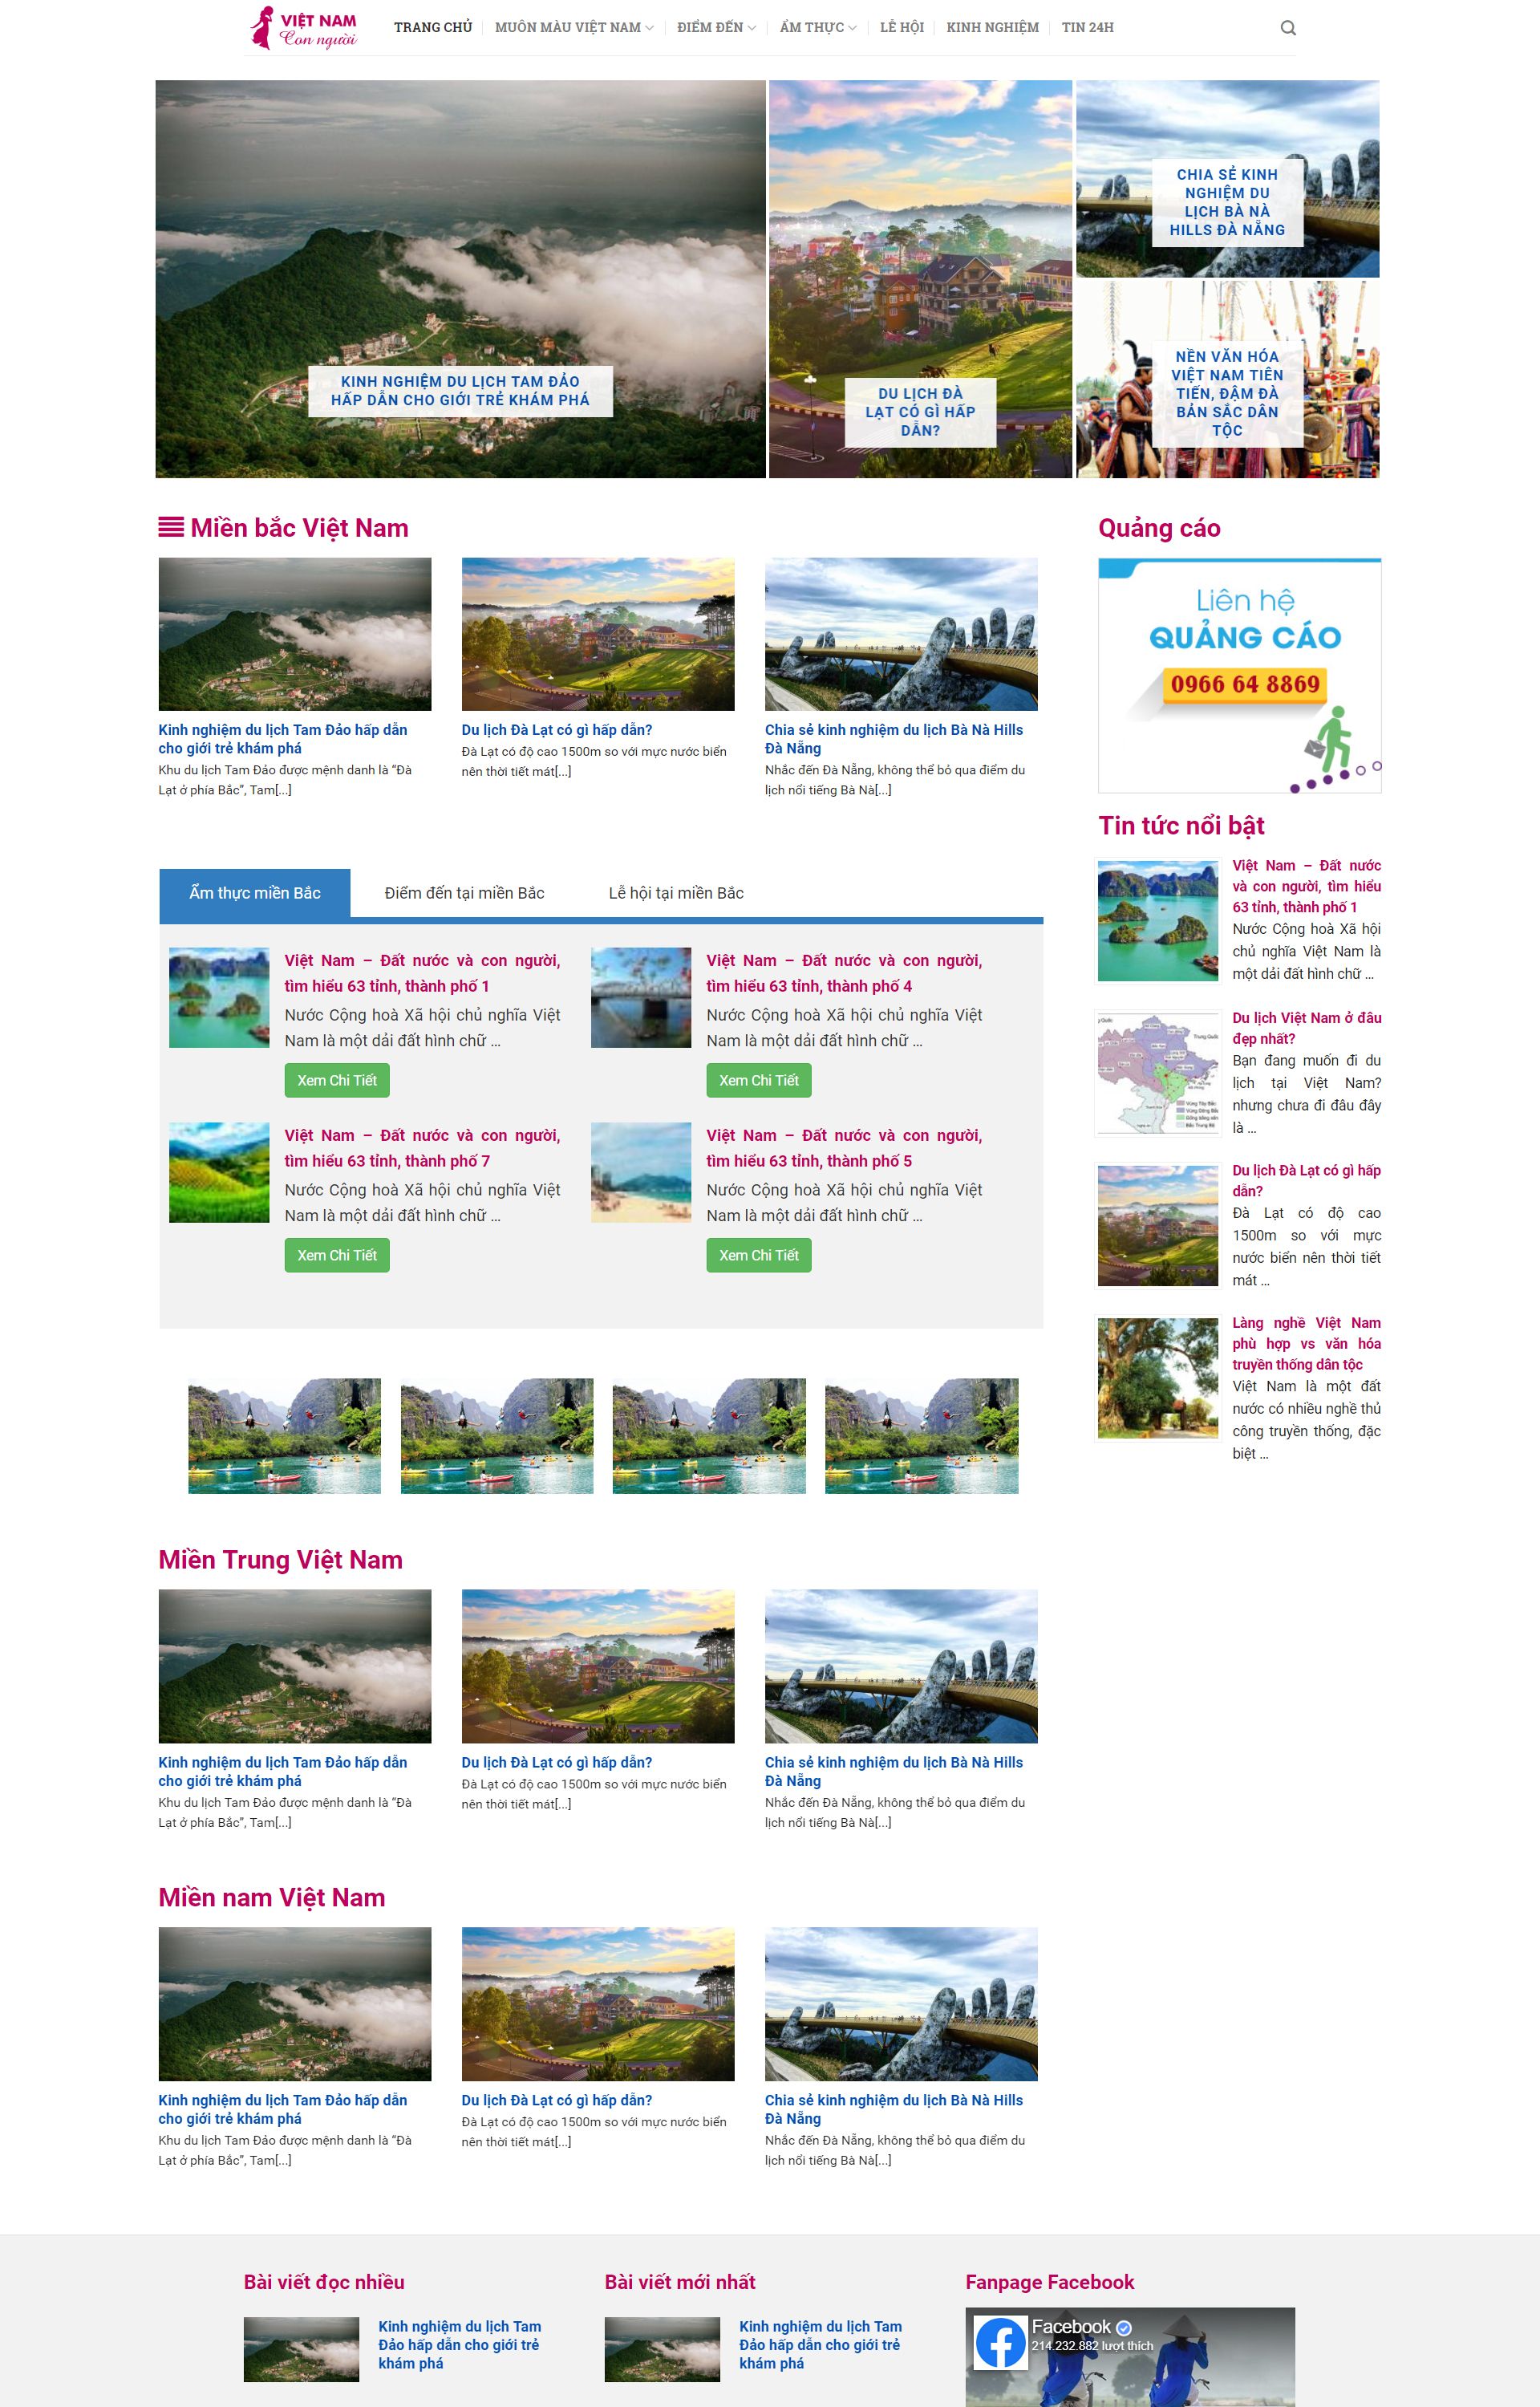 VIỆT NAM
Con người
TRANG CHỦ
MUÔN MÀU VIỆT NAM
ĐIỂM ĐẾN
ẨM THỰC
LỄ HỘI
KINH NGHIỆM
TIN 24H
KINH NGHIỆM DU LỊCH TAM ĐẢO
HẤP DẪN CHO GIỚI TRẺ KHÁM PHÁ
DU LỊCH ĐÀ
LẠT CÓ GÌ HẤP
DẪN?
CHIA SẺ KINH
NGHIỆM DU
LỊCH BÀ NÀ
HILLS ĐÀ NẴNG
NỀN VĂN HÓA
VIỆT NAM TIÊN
TIẾN, ĐẬM ĐÀ
BẢN SẮC DÂN
TỘC
Miền bắc Việt Nam
Kinh nghiệm du lịch Tam Đảo hấp dẫn
cho giới trẻ khám phá
Khu du lịch Tam Đảo được mệnh danh là “Đà
Lạt ở phía Bắc”, Tam[...]
Du lịch Đà Lạt có gì hấp dẫn?
Đà Lạt có độ cao 1500m so với mực nước biển
nên thời tiết mát[...]
Chia sẻ kinh nghiệm du lịch Bà Nà Hills
Đà Nẵng
Nhắc đến Đà Nẵng, không thể bỏ qua điểm du
lịch nổi tiếng Bà Nà[...]
Ẩm thực miền Bắc
Điểm đến tại miền Bắc
Lễ hội tại miền Bắc
Việt Nam – Đất nước và con người,
tìm hiểu 63 tỉnh, thành phố 1
Nước Cộng hoà Xã hội chủ nghĩa Việt
Nam là một dải đất hình chữ ...
Xem Chi Tiết
Việt Nam – Đất nước và con người,
tìm hiểu 63 tỉnh, thành phố 4
Nước Cộng hoà Xã hội chủ nghĩa Việt
Nam là một dải đất hình chữ ...
Xem Chi Tiết
Việt Nam – Đất nước và con người,
tìm hiểu 63 tỉnh, thành phố 7
Nước Cộng hoà Xã hội chủ nghĩa Việt
Nam là một dải đất hình chữ ...
Xem Chi Tiết
Việt Nam – Đất nước và con người,
tìm hiểu 63 tỉnh, thành phố 5
Nước Cộng hoà Xã hội chủ nghĩa Việt
Nam là một dải đất hình chữ ...
Xem Chi Tiết
Miền Trung Việt Nam
Kinh nghiệm du lịch Tam Đảo hấp dẫn
cho giới trẻ khám phá
Khu du lịch Tam Đảo được mệnh danh là “Đà
Lạt ở phía Bắc”, Tam[...]
Du lịch Đà Lạt có gì hấp dẫn?
Đà Lạt có độ cao 1500m so với mực nước biển
nên thời tiết mát[...]
Chia sẻ kinh nghiệm du lịch Bà Nà Hills
Đà Nẵng
Nhắc đến Đà Nẵng, không thể bỏ qua điểm du
lịch nổi tiếng Bà Nà[...]
Miền nam Việt Nam
Kinh nghiệm du lịch Tam Đảo hấp dẫn
cho giới trẻ khám phá
Khu du lịch Tam Đảo được mệnh danh là “Đà
Lạt ở phía Bắc”, Tam[...]
Du lịch Đà Lạt có gì hấp dẫn?
Đà Lạt có độ cao 1500m so với mực nước biển
nên thời tiết mát[...]
Chia sẻ kinh nghiệm du lịch Bà Nà Hills
Đà Nẵng
Nhắc đến Đà Nẵng, không thể bỏ qua điểm du
lịch nổi tiếng Bà Nà[...]
Quảng cáo
Liên hệ
QUẢNG CÁO
0966 64 8869
Tin tức nổi bật
Việt Nam – Đất nước
và con người, tìm hiểu
63 tỉnh, thành phố 1
Nước Cộng hoà Xã hội
chủ nghĩa Việt Nam là
một dải đất hình chữ ...
Du lịch Việt Nam ở đâu
đẹp nhất?
Bạn đang muốn đi du
lịch tại Việt Nam?
nhưng chưa đi đâu đây
là ...
Trung Quốc
Du lịch Đà Lạt có gì hấp
dẫn?
Đà Lạt có độ cao
1500m so với mực
nước biển nên thời tiết
mát ...
Làng nghề Việt Nam
phù hợp vs văn hóa
truyền thống dân tộc
Việt Nam là một đất
nước có nhiều nghề thủ
công truyền thống, đặc
biệt ...
Bài viết đọc nhiều
Kinh nghiệm du lịch Tam
Đảo hấp dẫn cho giới trẻ
khám phá
Bài viết mới nhất
Kinh nghiệm du lịch Tam
Đảo hấp dẫn cho giới trẻ
khám phá
Fanpage Facebook
Facebook
214.232.882 lượt thích